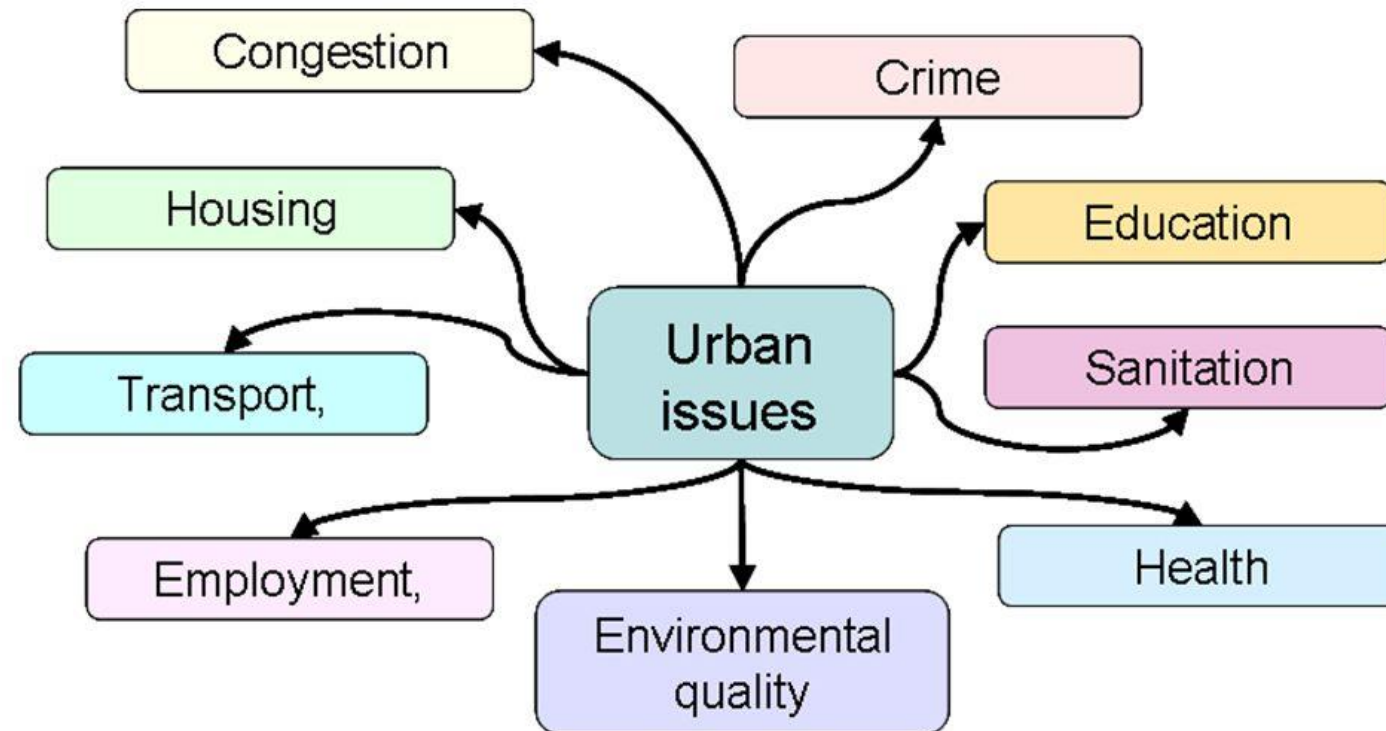 Congestion
Crime
Housing
Education
Urban
issues
Sanitation
Transport,
Employment,
Health
Environmental
quality